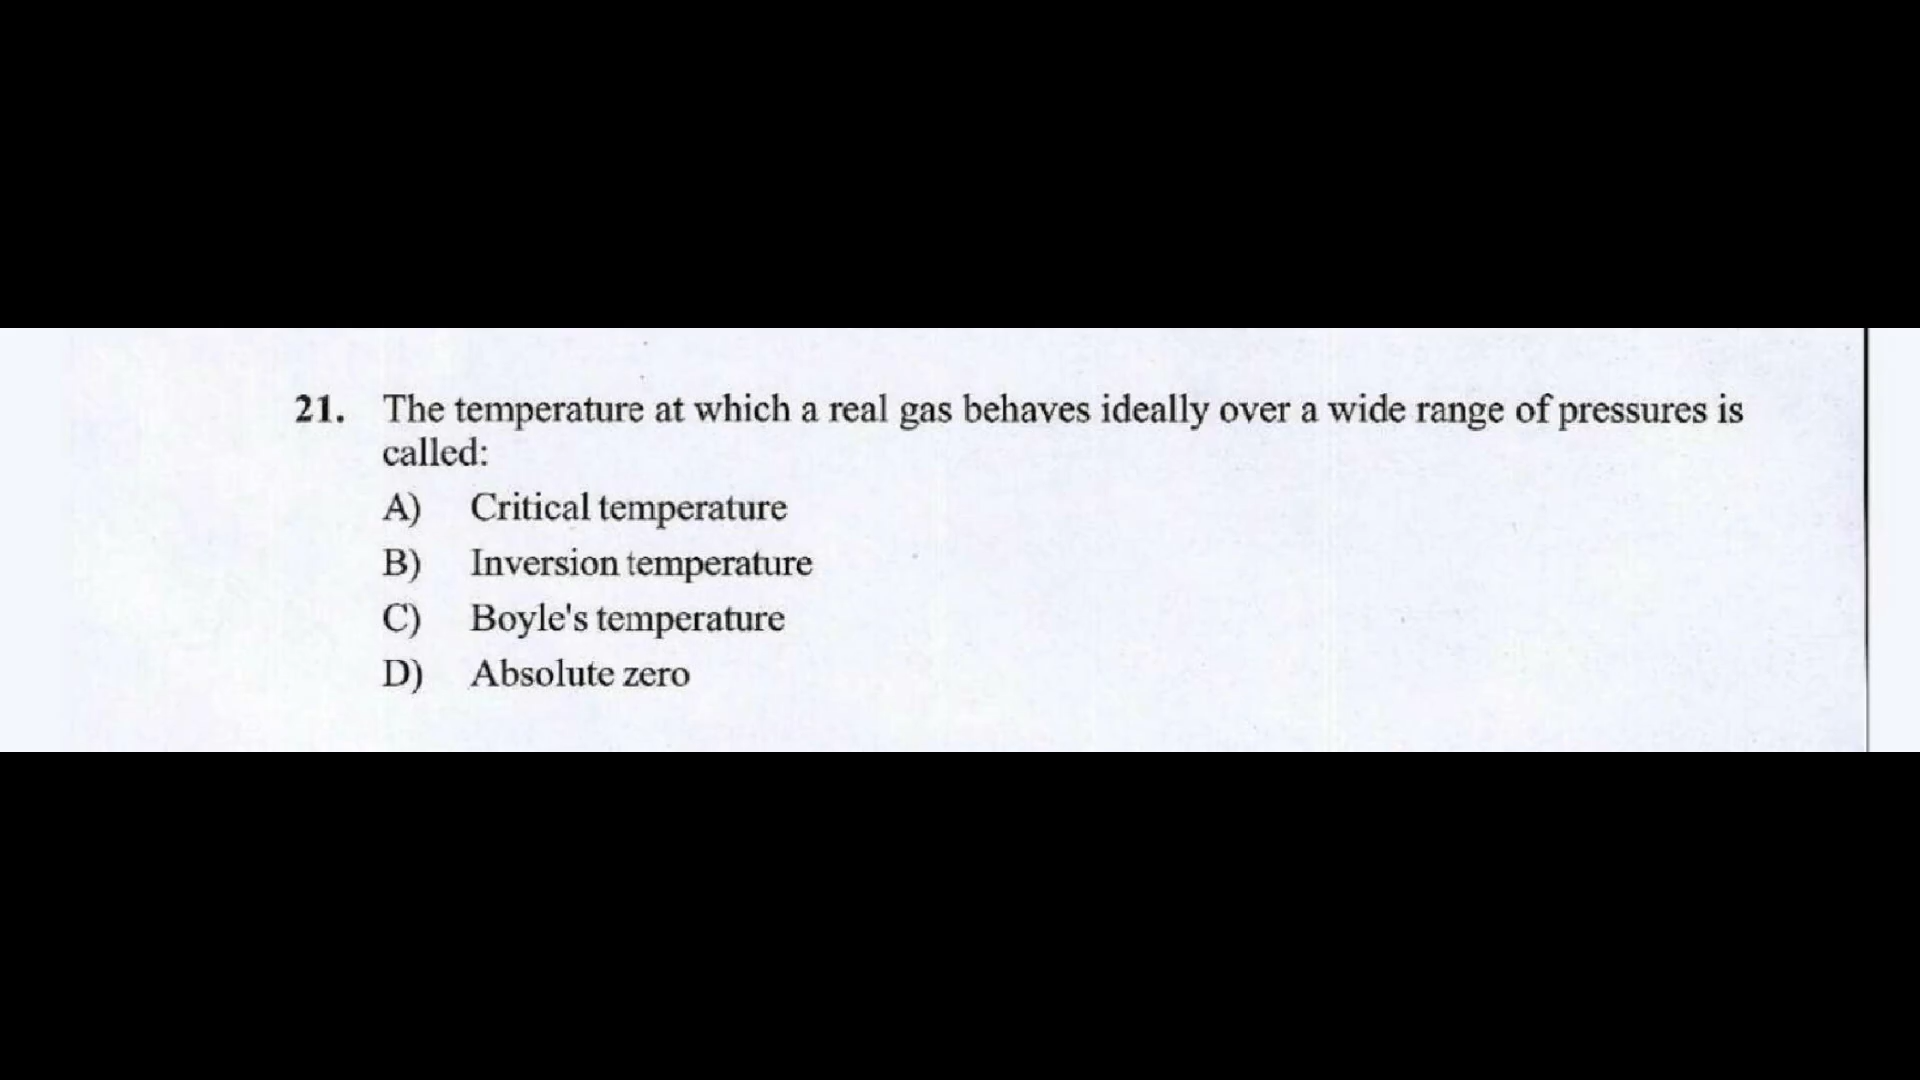 21. The temperature at which a real gas behaves ideally over a wide range of pressures is
called:
A) Critical temperature
B) Inversion temperature
C) Boyle's temperature
D) Absolute zero